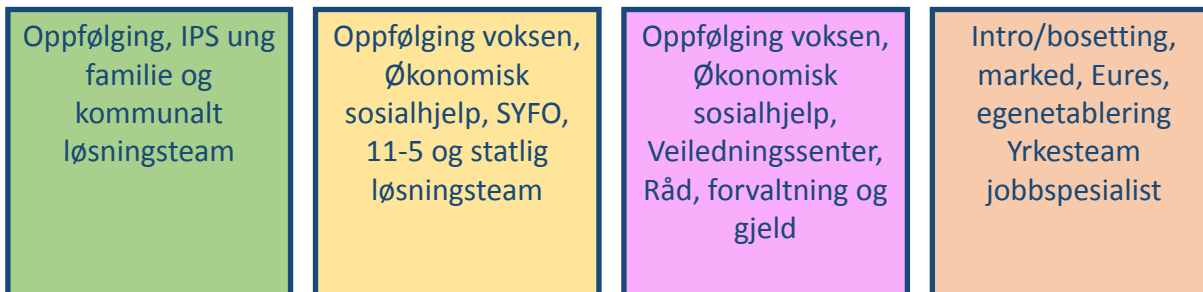 Oppfølging, IPS ung
familie og
kommunalt
løsningsteam
Oppfølging voksen,
Økonomisk
sosialhjelp, SYFO,
11-5 og statlig
løsningsteam
Oppfølging voksen,
Økonomisk
sosialhjelp,
Veiledningssenter,
Råd, forvaltning og
gjeld
Intro/bosetting,
marked, Eures,
egenetablering
Yrkesteam
jobbspesialist